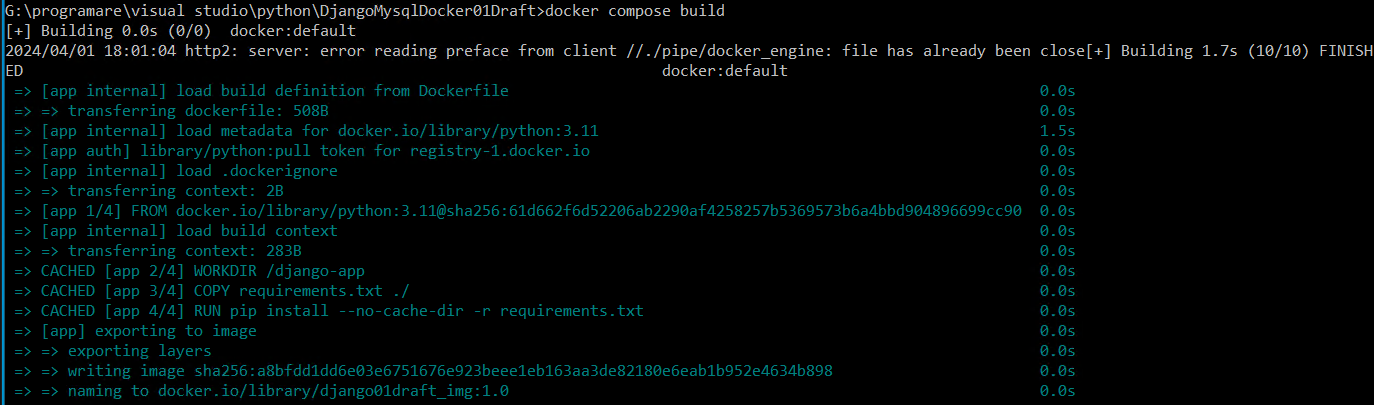 G:\programare\visual studio\python\DjangoMysqlDocker01Draft>docker compose build
[+] Building 0.0s (0/0)  docker:default
2024/04/01 18:01:04 http2: server: error reading preface from client //./pipe/docker_engine: file has already been close[+] Building 1.7s (10/10) FINISH
ED docker:default
=> [app internal] load build definition from Dockerfile 0.0s
=> => transferring dockerfile: 508B 0.0s
=> [app internal] load metadata for docker.io/library/python:3.11 1.5s
=> [app auth] library/python:pull token for registry-1.docker.io 0.0s
=> [app internal] load .dockerignore 0.0s
=> => transferring context: 2B 0.0s
=> [app 1/4] FROM docker.io/library/python:3.11@sha256:61d662f6d52206ab2290af4258257b5369573b6a4bbd904896699cc90 0.0s
=> [app internal] load build context 0.0s
=> => transferring context: 283B 0.0s
=> CACHED [app 2/4] WORKDIR /django-app 0.0s
=> CACHED [app 3/4] COPY requirements.txt ./ 0.0s
=> CACHED [app 4/4] RUN pip install --no-cache-dir -r requirements.txt 0.0s
=> [app] exporting to image 0.0s
=> => exporting layers 0.0s
=> => writing image sha256:a8bfdd1dd6e03e6751676e923beee1eb163aa3de82180e6eab1b952e4634b898 0.0s
=> => naming to docker.io/library/django01draft_img:1.0 0.0s